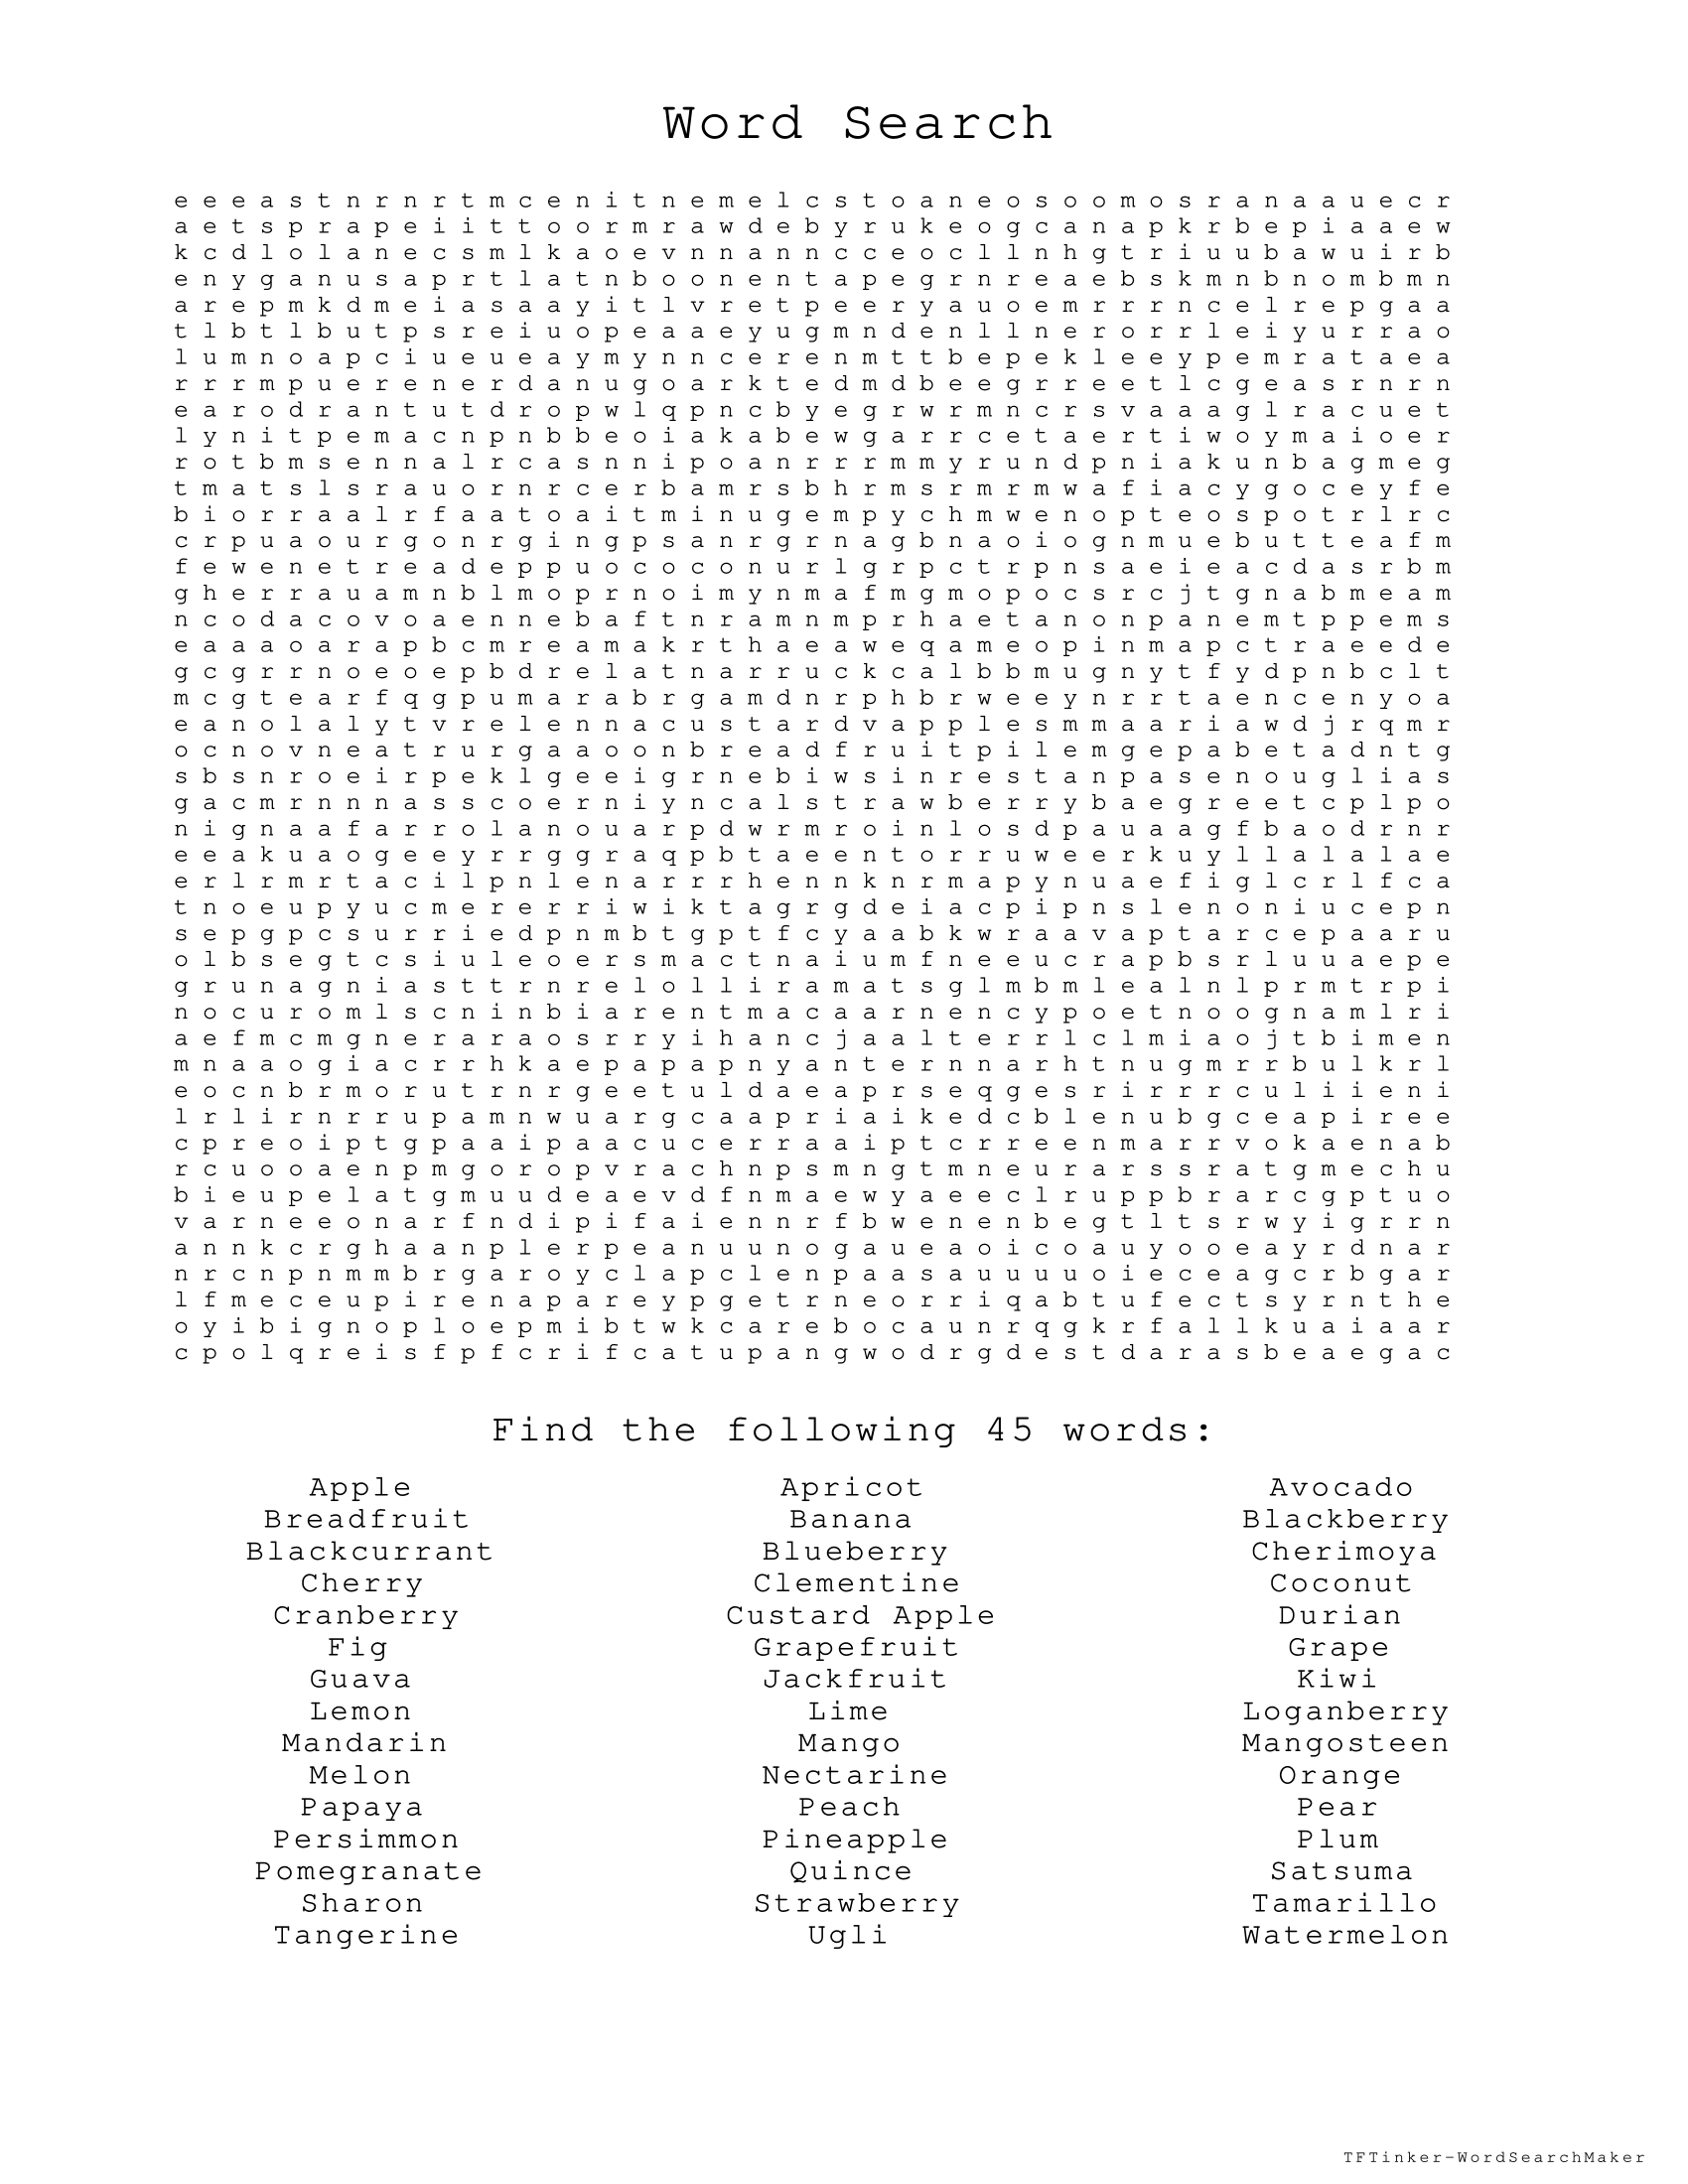 Word Search
e e e a s t n r n r t m c e n i t n e m e l c s t o a n e o s o o m o s r a n a a u e c r
a e t s p r a p e i i t t o o r m r a w d e b y r u k e o g c a n a p k r b e p i a a e w
k c d l o l a n e c s m l k a o e v n n a n n c c e o c l l n h g t r i u u b a w u i r b
e n y g a n u s a p r t l a t n b o o n e n t a p e g r n r e a e b s k m n b n o m b m n
a r e p m k d m e i a s a a y i t l v r e t p e e r y a u o e m r r r n c e l r e p g a a
t l b t l b u t p s r e i u o p e a a e y u g m n d e n l l n e r o r r l e i y u r r a o
l u m n o a p c i u e u e a y m y n n c e r e n m t t b e p e k l e e y p e m r a t a e a
r r r m p u e r e n e r d a n u g o a r k t e d m d b e e g r r e e t l c g e a s r n r n
e a r o d r a n t u t d r o p w l q p n c b y e g r w r m n c r s v a a a g l r a c u e t
l y n i t p e m a c n p n b b e o i a k a b e w g a r r c e t a e r t i w o y m a i o e r
r o t b m s e n n a l r c a s n n i p o a n r r r m m y r u n d p n i a k u n b a g m e g
t m a t s l s r a u o r n r c e r b a m r s b h r m s r m r m w a f i a c y g o c e y f e
b i o r r a a l r f a a t o a i t m i n u g e m p y c h m w e n o p t e o s p o t r l r c
c r p u a o u r g o n r g i n g p s a n r g r n a g b n a o i o g n m u e b u t t e a f m
f e w e n e t r e a d e p p u o c o c o n u r l g r p c t r p n s a e i e a c d a s r b m
g h e r r a u a m n b l m o p r n o i m y n m a f m g m o p o c s r c j t g n a b m e a m
n c o d a c o v o a e n n e b a f t n r a m n m p r h a e t a n o n p a n e m t p p e m s
e a a a o a r a p b c m r e a m a k r t h a e a w e q a m e o p i n m a p c t r a e e d e
g c g r r n o e o e p b d r e l a t n a r r u c k c a l b b m u g n y t f y d p n b c l t
m c g t e a r f q g p u m a r a b r g a m d n r p h b r w e e y n r r t a e n c e n y o a
e a n o l a l y t v r e l e n n a c u s t a r d v a p p l e s m m a a r i a w d j r q m r
o c n o v n e a t r u r g a a o o n b r e a d f r u i t p i l e m g e p a b e t a d n t g
s b s n r o e i r p e k l g e e i g r n e b i w s i n r e s t a n p a s e n o u g l i a s
g a c m r n n n a s s c o e r n i y n c a l s t r a w b e r r y b a e g r e e t c p l p o
n i g n a a f a r r o l a n o u a r p d w r m r o i n l o s d p a u a a g f b a o d r n r
e e a k u a o g e e y r r g g r a q p b t a e e n t o r r u w e e r k u y l l a l a l a e
e r l r m r t a c i l p n l e n a r r r h e n n k n r m a p y n u a e f i g l c r l f c a
t n o e u p y u c m e r e r r i w i k t a g r g d e i a c p i p n s l e n o n i u c e p n
s e p g p c s u r r i e d p n m b t g p t f c y a a b k w r a a v a p t a r c e p a a r u
o l b s e g t c s i u l e o e r s m a c t n a i u m f n e e u c r a p b s r l u u a e p e
g r u n a g n i a s t t r n r e l o l l i r a m a t s g l m b m l e a l n l p r m t r p i
n o c u r o m l s c n i n b i a r e n t m a c a a r n e n c y p o e t n o o g n a m l r i
a e f m c m g n e r a r a o s r r y i h a n c j a a l t e r r l c l m i a o j t b i m e n
m n a a o g i a c r r h k a e p a p a p n y a n t e r n n a r h t n u g m r r b u l k r l
e o c n b r m o r u t r n r g e e t u l d a e a p r s e q g e s r i r r r c u l i i e n i
l r l i r n r r u p a m n w u a r g c a a p r i a i k e d c b l e n u b g c e a p i r e e
c p r e o i p t g p a a i p a a c u c e r r a a i p t c r r e e n m a r r v o k a e n a b
r c u o o a e n p m g o r o p v r a c h n p s m n g t m n e u r a r s s r a t g m e c h u
b i e u p e l a t g m u u d e a e v d f n m a e w y a e e c l r u p p b r a r c g p t u o
v a r n e e o n a r f n d i p i f a i e n n r f b w e n e n b e g t l t s r w y i g r r n
a n n k c r g h a a n p l e r p e a n u u n o g a u e a o i c o a u y o o e a y r d n a r
n r c n p n m m b r g a r o y c l a p c l e n p a a s a u u u u o i e c e a g c r b g a r
l f m e c e u p i r e n a p a r e y p g e t r n e o r r i q a b t u f e c t s y r n t h e
o y i b i g n o p l o e p m i b t w k c a r e b o c a u n r q g k r f a l l k u a i a a r
c p o l q r e i s f p f c r i f c a t u p a n g w o d r g d e s t d a r a s b e a e g a c
Find the following 45 words:
Apple Apricot Avocado
Breadfruit Banana Blackberry
Blackcurrant Blueberry Cherimoya
Cherry Clementine Coconut
Cranberry Custard Apple Durian
Fig Grapefruit Grape
Guava Jackfruit Kiwi
Lemon Lime Loganberry
Mandarin Mango Mangosteen
Melon Nectarine Orange
Papaya Peach Pear
Persimmon Pineapple Plum
Pomegranate Quince Satsuma
Sharon Strawberry Tamarillo
Tangerine Ugli Watermelon
TFTinker-WordSearchMaker